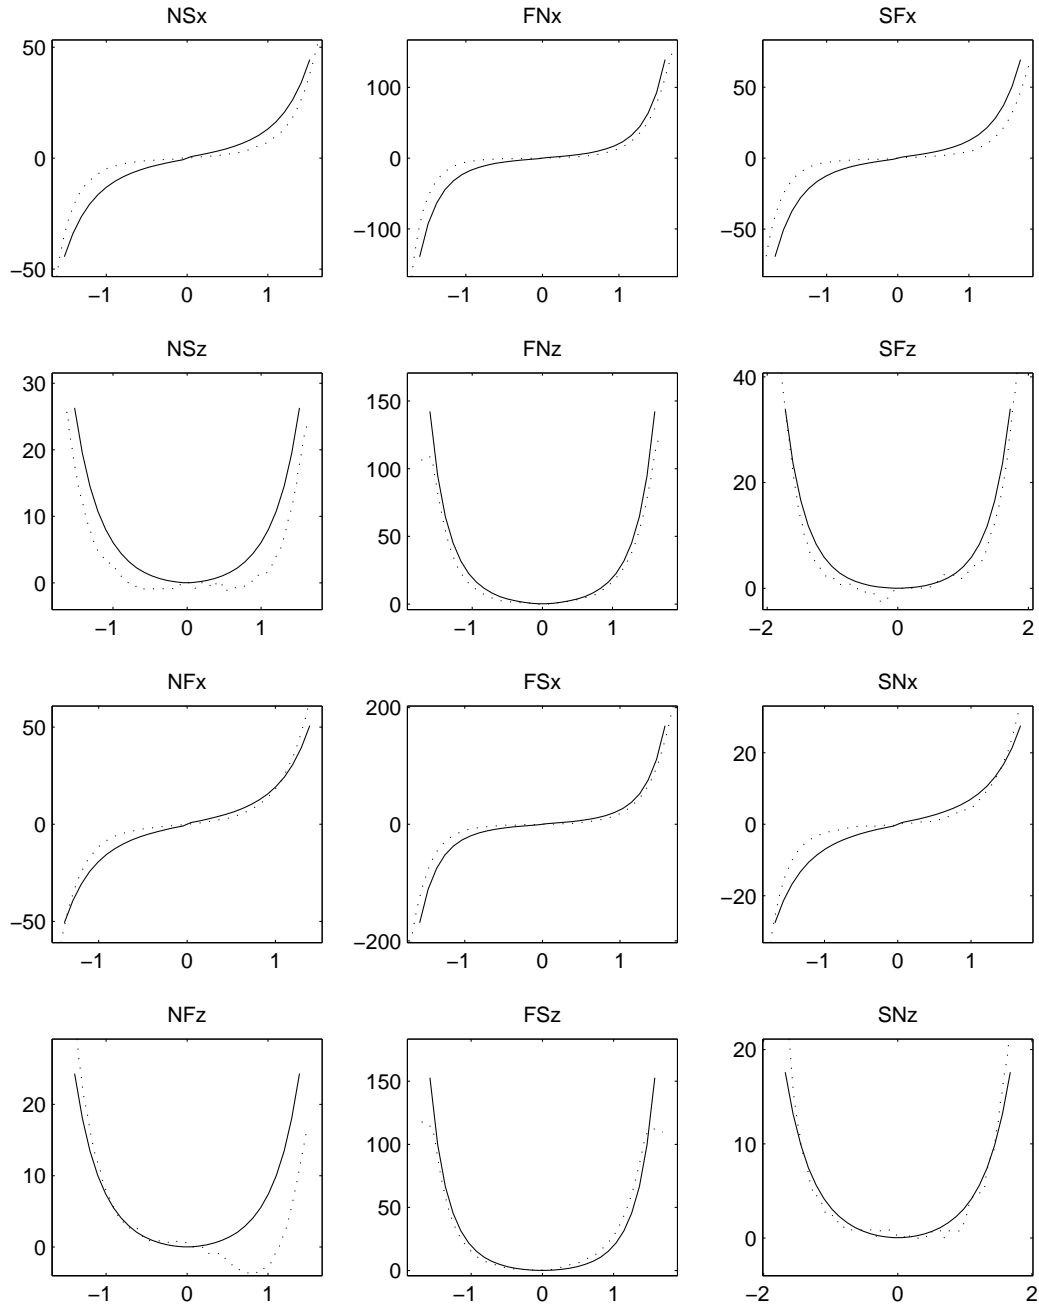 NSx FNx SFx
50 0 −50
100 0 −100
50 0 −50
−1 0 1 −1 0 1 −1 0 1
NSz FNz SFz
30 20 10 0
150 100 50 0
40 20 0
−1 0 1 −1 0 1 −2 0 2
NFx FSx SNx
50 0 −50
200 0 −200
20 0 −20
−1 0 1 −1 0 1 −1 0 1
NFz FSz SNz
20 10 0
150 100 50 0
20 10 0
−1 0 1 −1 0 1 −2 0 2